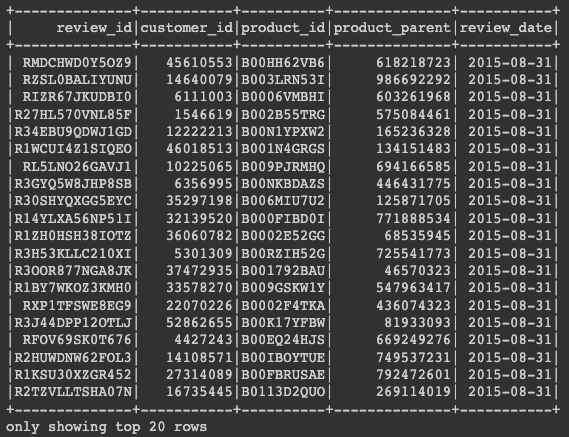 +--------------+-----------+----------+--------------+-----------+
|     review_id|customer_id|product_id|product_parent|review_date|
+--------------+-----------+----------+--------------+-----------+
| RMDCHWD0Y5OZ9|   45610553|B00HH62VB6|     618218723| 2015-08-31|
| RZSL0BALIYUNU|   14640079|B003LRN53I|     986692292| 2015-08-31|
| RIZR67JKUDBI0|    6111003|B0006VMBHI|     603261968| 2015-08-31|
|R27HL570VNL85F|    1546619|B002B55TRG|     575084461| 2015-08-31|
|R34EBU9QDWJ1GD|   12222213|B00N1YPXW2|     165236328| 2015-08-31|
|R1WCUI4Z1SIQEO|   46018513|B001N4GRGS|     134151483| 2015-08-31|
| RL5LNO26GAVJ1|   10225065|B009PJRMHQ|     694166585| 2015-08-31|
|R3GYQ5W8JHP8SB|    6356995|B00NKBDAZS|     446431775| 2015-08-31|
|R30SHYQXGG5EYC|   35297198|B006MIU7U2|     125871705| 2015-08-31|
|R14YLXA56NP51I|   32139520|B000FIBD0I|     771888534| 2015-08-31|
|R1ZH0HSH38IOTZ|   36060782|B0002E52GG|      68535945| 2015-08-31|
|R3H53KLLC210XI|    5301309|B00RZIH52G|     725541773| 2015-08-31|
|R3OOR877NGA8JK|   37472935|B001792BAU|      46570323| 2015-08-31|
|R1BY7WKOZ3KMH0|   33578270|B009GSKW1Y|     547963417| 2015-08-31|
| RXP1TFSWE8EG9|   22070226|B0002F4TKA|     436074323| 2015-08-31|
|R3J44DPP12OTLJ|   52862655|B00K17YFBW|      81933093| 2015-08-31|
| RFOV69SK0T676|    4427243|B00EQ24HJS|     669249276| 2015-08-31|
|R2HUWDNW62FOL3|   14108571|B00IBOYTUE|     749537231| 2015-08-31|
|R1KSU30XZGR452|   27314089|B00FBRUSAE|     792472601| 2015-08-31|
|R2TZVLLTSHA07N|   16735445|B0113D2QUO|     269114019| 2015-08-31|
+--------------+-----------+----------+--------------+-----------+
only showing top 20 rows